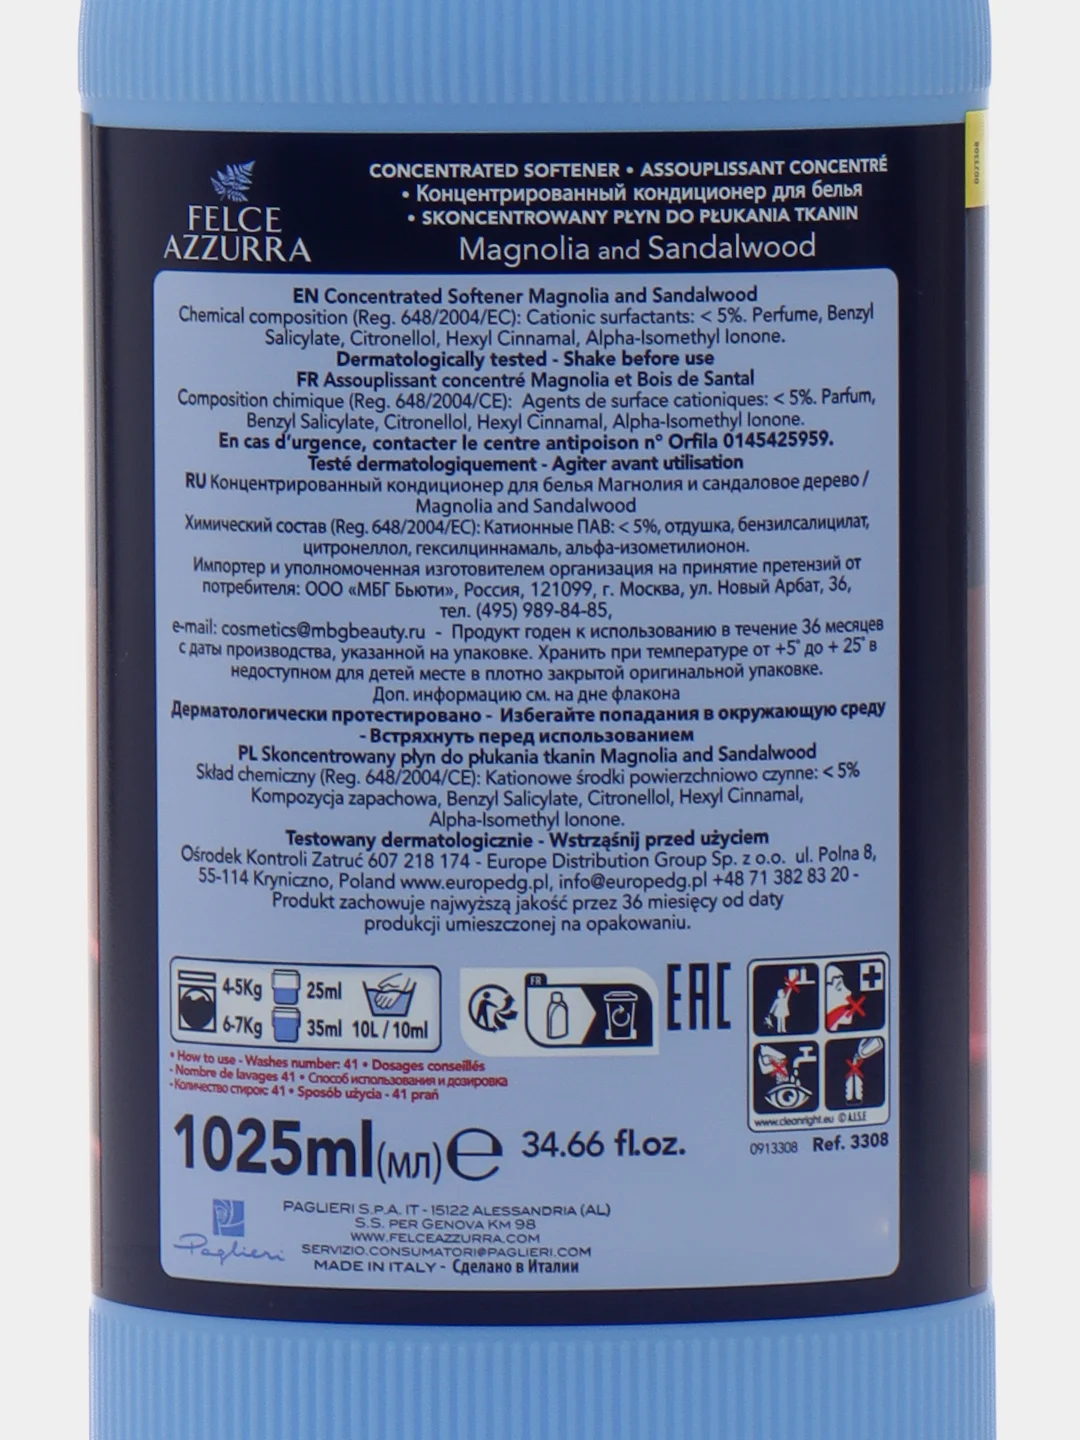 FELCE
AZZURRA
CONCENTRATED SOFTENER • ASSOUPLISSANT CONCENTRÉ
• Концентрированный кондиционер для белья
• SKONCENTROWANY PŁYN DO PŁUKANIA TKANIN
Magnolia and Sandalwood
EN Concentrated Softener Magnolia and Sandalwood
Chemical composition (Reg. 648/2004/EC): Cationic surfactants: < 5%. Perfume, Benzyl
Salicylate, Citronellol, Hexyl Cinnamal, Alpha-Isomethyl Ionone.
Dermatologically tested - Shake before use
FR Assouplissant concentré Magnolia et Bois de Santal
Composition chimique (Reg. 648/2004/CE): Agents de surface cationiques: < 5%. Parfum,
Benzyl Salicylate, Citronellol, Hexyl Cinnamal, Alpha-Isomethyl Ionone.
En cas d'urgence, contacter le centre antipoison n° Orfila 0145425959.
Testé dermatologiquement - Agiter avant utilisation
RU Концентрированный кондиционер для белья Магнолия и сандаловое дерево /
Magnolia and Sandalwood
Химический состав (Reg. 648/2004/EC): Катионные ПАВ: < 5%, отдушка, бензилсалицилат,
цитронеллол, гексилциннамаль, альфа-изометилионон.
Импортер и уполномоченная изготовителем организация на принятие претензий от
потребителя: ООО «МБГ Бьюти», Россия, 121099, г. Москва, ул. Новый Арбат, 36,
тел. (495) 989-84-85,
e-mail: cosmetics@mbgbeauty.ru - Продукт годен к использованию в течение 36 месяцев
с даты производства, указанной на упаковке. Хранить при температуре от +5° до + 25° в
недоступном для детей месте в плотно закрытой оригинальной упаковке.
Доп. информацию см. на дне флакона
Дерматологически протестировано - Избегайте попадания в окружающую среду
- Встряхнуть перед использованием
PL Skoncentrowany płyn do płukania tkanin Magnolia and Sandalwood
Skład chemiczny (Reg. 648/2004/CE): Kationowe środki powierzchniowo czynne: < 5%
Kompozycja zapachowa, Benzyl Salicylate, Citronellol, Hexyl Cinnamal,
Alpha-Isomethyl Ionone.
Testowany dermatologicznie - Wstrząśnij przed użyciem
Ośrodek Kontroli Zatruć 607 218 174 - Europe Distribution Group Sp. z o.o. ul. Polna 8,
55-114 Kryniczno, Poland www.europedg.pl, info@europedg.pl +48 71 382 83 20 -
Produkt zachowuje najwyższą jakość przez 36 miesięcy od daty
produkcji umieszczonej na opakowaniu.
4-5Kg 25ml
6-7Kg 35ml 10L / 10ml
FR
EAC
• How to use - Washes number: 41 • Dosages conseillés
- Nombre de lavages 41 • Способ использования и дозировка
- Количество стирок: 41 • Sposób użycia - 41 prań
www.cleanright.eu © A.I.S.E
1025ml(мл) e 34.66 fl.oz.
0913308 Ref. 3308
Paglieri
PAGLIERI S.P.A. IT - 15122 ALESSANDRIA (AL)
S.S. PER GENOVA KM 98
WWW.FELCEAZZURRA.COM
SERVIZIO.CONSUMATORI@PAGLIERI.COM
MADE IN ITALY - Сделано в Италии